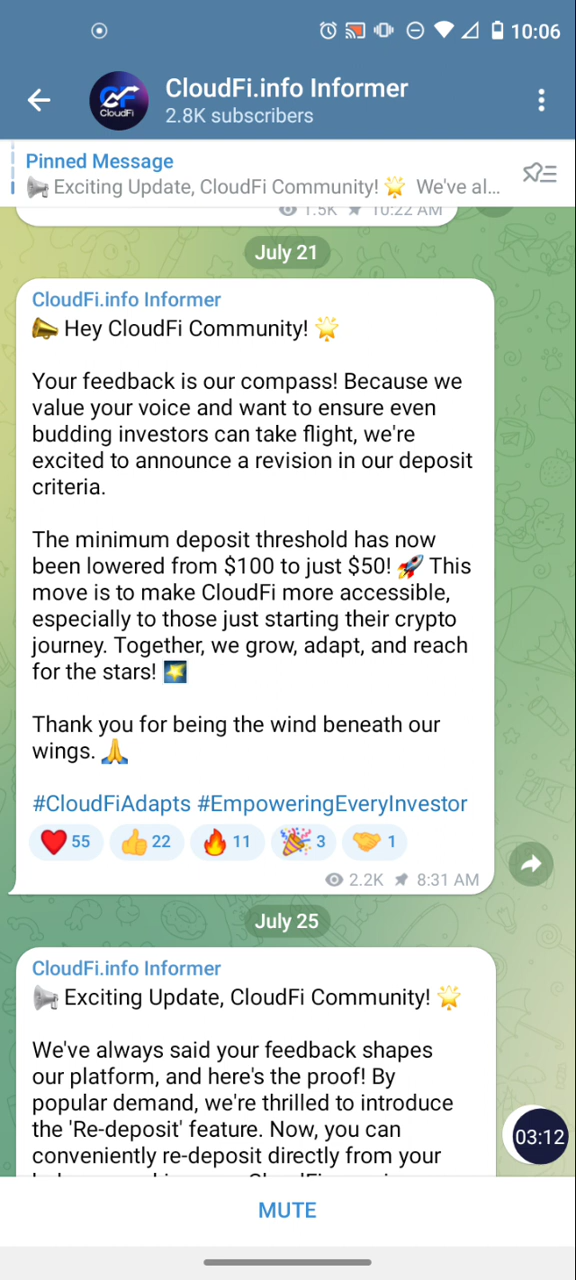 10:06
CloudFi.info Informer
CloudFi
2.8K subscribers
Pinned Message
📢 Exciting Update, CloudFi Community! 🌟 We've al...
1.5K 10:22 AM
July 21
CloudFi.info Informer
📣 Hey CloudFi Community! 🌟
Your feedback is our compass! Because we
value your voice and want to ensure even
budding investors can take flight, we're
excited to announce a revision in our deposit
criteria.
The minimum deposit threshold has now
been lowered from $100 to just $50! 🚀 This
move is to make CloudFi more accessible,
especially to those just starting their crypto
journey. Together, we grow, adapt, and reach
for the stars! 🌠
Thank you for being the wind beneath our
wings. 🙏
#CloudFiAdapts #EmpoweringEveryInvestor
❤️ 55 👍 22 🔥 11 🎉 3 🤝 1
2.2K 8:31 AM
July 25
CloudFi.info Informer
📢 Exciting Update, CloudFi Community! 🌟
We've always said your feedback shapes
our platform, and here's the proof! By
popular demand, we're thrilled to introduce
the 'Re-deposit' feature. Now, you can
conveniently re-deposit directly from your
03:12
MUTE